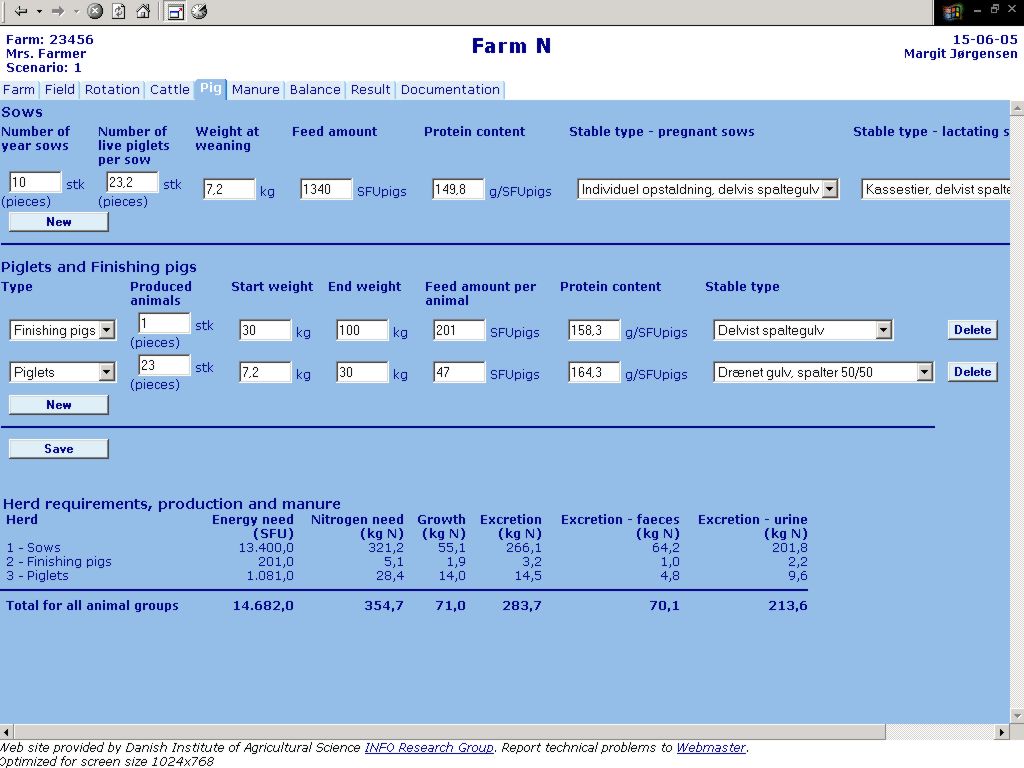 Farm: 23456
Mrs. Farmer
Scenario: 1
Farm N
15-06-05
Margit Jørgensen
Farm Field Rotation Cattle Pig Manure Balance Result Documentation
Sows
Number of year sows Number of live piglets per sow Weight at weaning Feed amount Protein content Stable type - pregnant sows Stable type - lactating s
10 stk (pieces) 23,2 stk (pieces) 7,2 kg 1340 SFUpigs 149,8 g/SFUpigs Individuel opstaldning, delvis spaltegulv Kassestier, delvist spalte
New
Piglets and Finishing pigs
Type Produced animals Start weight End weight Feed amount per animal Protein content Stable type
Finishing pigs 1 stk (pieces) 30 kg 100 kg 201 SFUpigs 158,3 g/SFUpigs Delvist spaltegulv Delete
Piglets 23 stk (pieces) 7,2 kg 30 kg 47 SFUpigs 164,3 g/SFUpigs Drænet gulv, spalter 50/50 Delete
New
Save
Herd requirements, production and manure
Herd Energy need (SFU) Nitrogen need (kg N) Growth (kg N) Excretion (kg N) Excretion - faeces (kg N) Excretion - urine (kg N)
1 - Sows 13.400,0 321,2 55,1 266,1 64,2 201,8
2 - Finishing pigs 201,0 5,1 1,9 3,2 1,0 2,2
3 - Piglets 1.081,0 28,4 14,0 14,5 4,8 9,6
Total for all animal groups 14.682,0 354,7 71,0 283,7 70,1 213,6
Web site provided by Danish Institute of Agricultural Science INFO Research Group. Report technical problems to Webmaster.
Optimized for screen size 1024x768